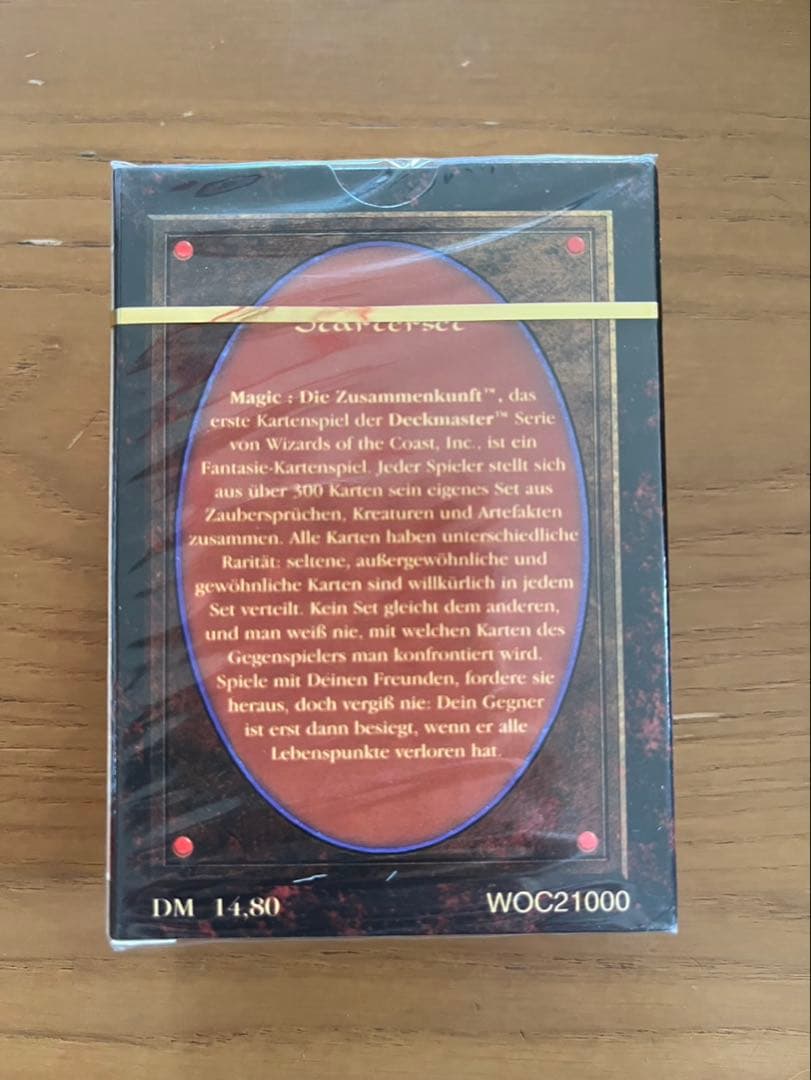 Starterset
Magic : Die Zusammenkunft™, das
erste Kartenspiel der Deckmaster™ Serie
von Wizards of the Coast, Inc., ist ein
Fantasie-Kartenspiel. Jeder Spieler stellt sich
aus über 300 Karten sein eigenes Set aus
Zaubersprüchen, Kreaturen und Artefakten
zusammen. Alle Karten haben unterschiedliche
Rarität: seltene, außergewöhnliche und
gewöhnliche Karten sind willkürlich in jedem
Set verteilt. Kein Set gleicht dem anderen,
und man weiß nie, mit welchen Karten des
Gegenspielers man konfrontiert wird.
Spiele mit Deinen Freunden, fordere sie
heraus, doch vergiß nie: Dein Gegner
ist erst dann besiegt, wenn er alle
Lebenspunkte verloren hat.
DM 14,80
WOC21000